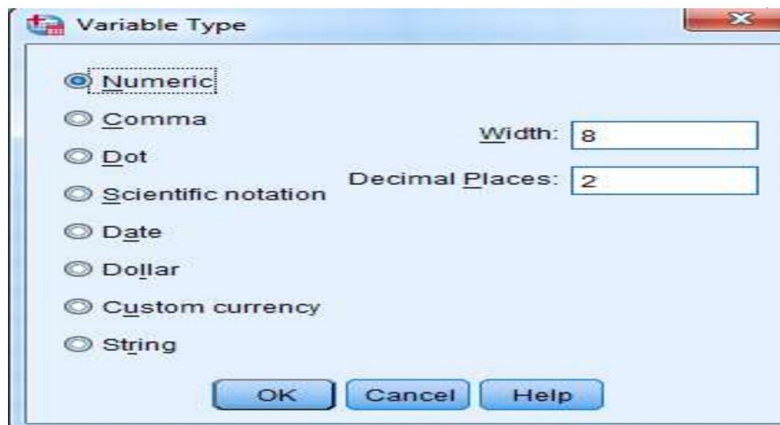 Variable Type
Numeric
Comma
Width: 8
Dot
Decimal Places: 2
Scientific notation
Date
Dollar
Custom currency
String
OK Cancel Help